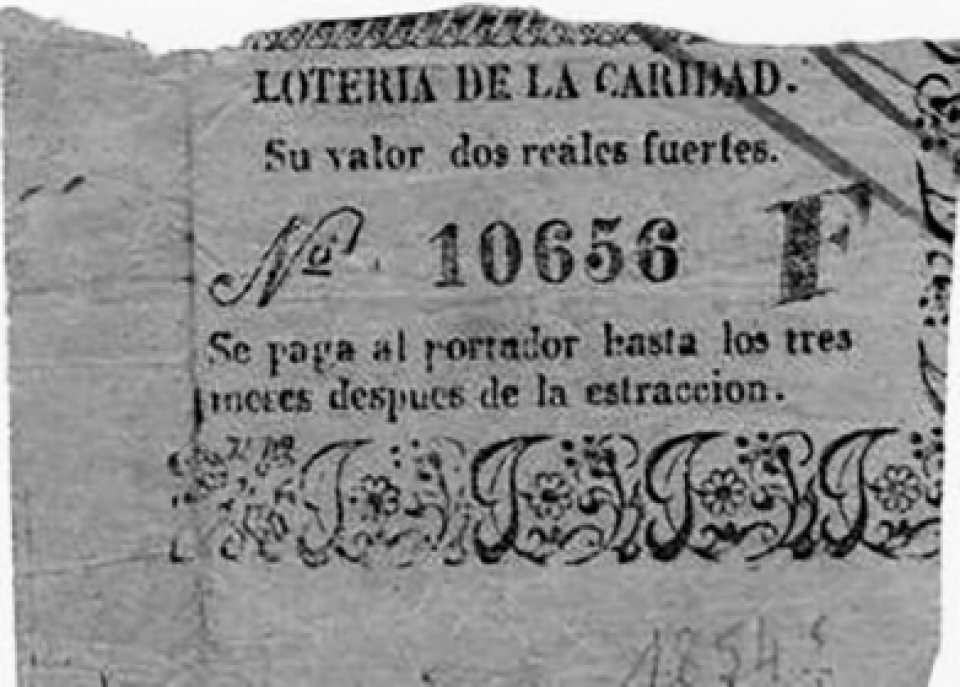 LOTERIA DE LA CARIDAD.
Su valor dos reales fuertes.
Nº 10656 F
Se paga al portador hasta los tres
meses despues de la estraccion.
1854